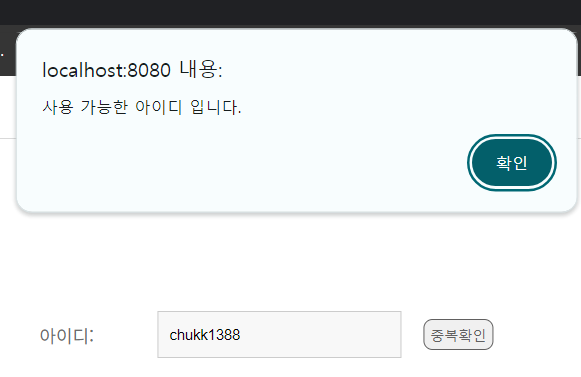 localhost:8080 내용:
사용 가능한 아이디 입니다.
확인
아이디: chukk1388 중복확인